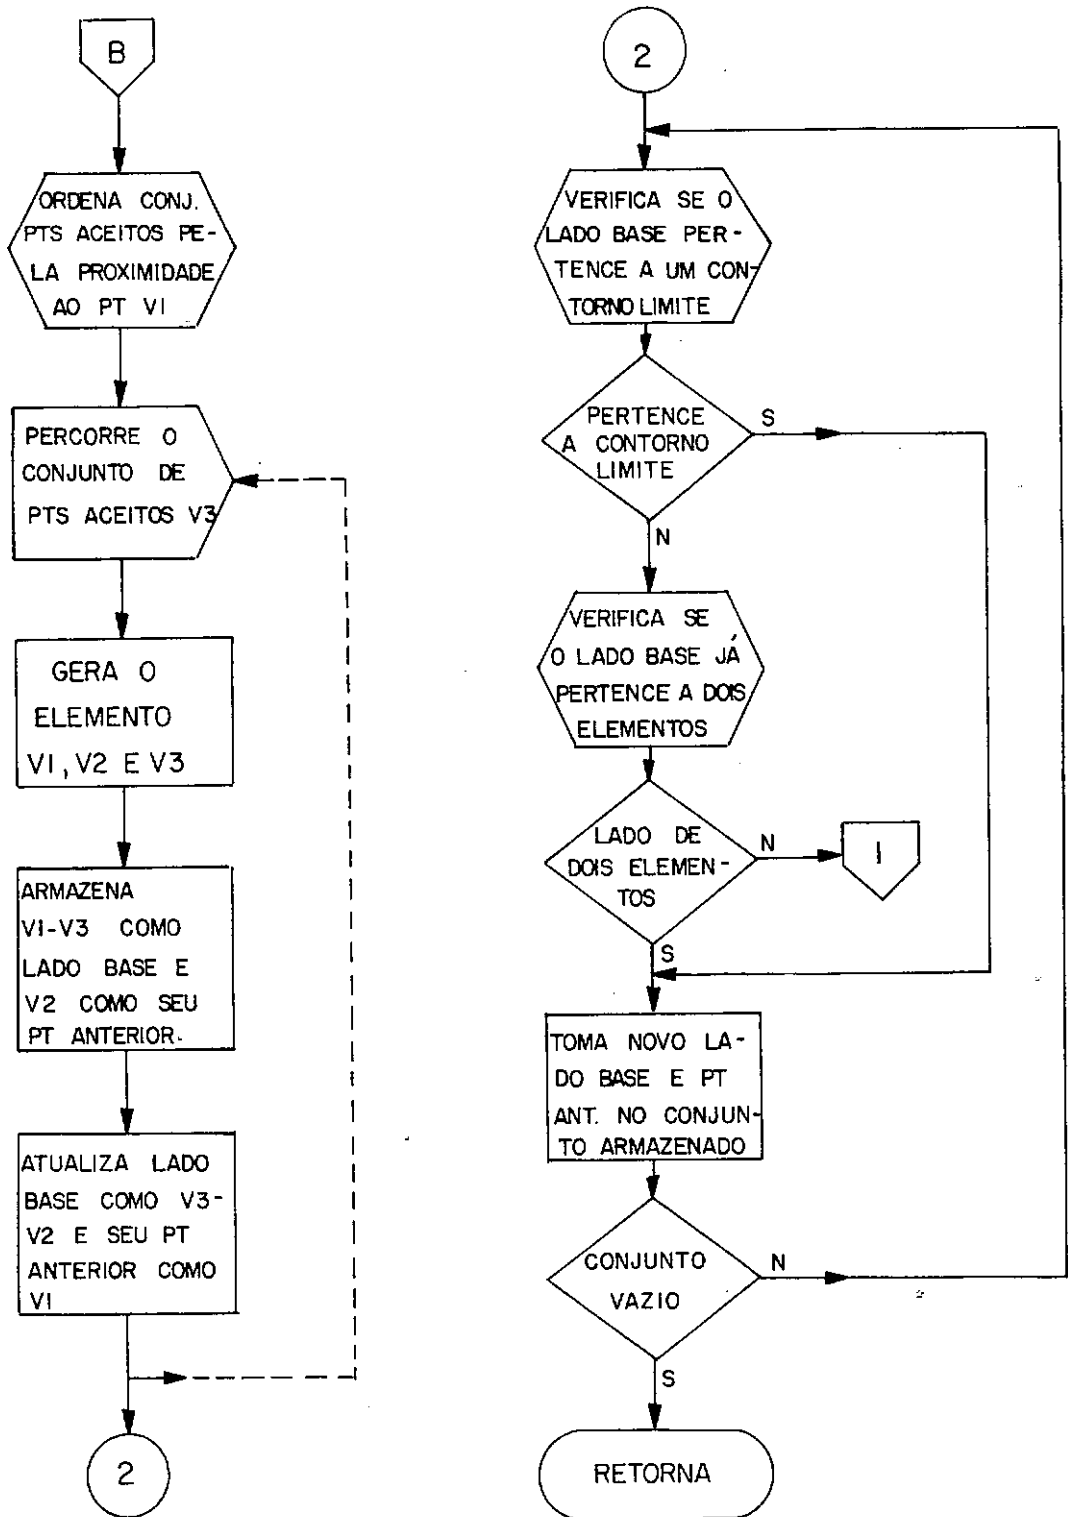 B
ORDENA CONJ.
PTS ACEITOS PE-
LA PROXIMIDADE
AO PT V1
PERCORRE O
CONJUNTO DE
PTS ACEITOS V3
GERA O
ELEMENTO
V1, V2 E V3
ARMAZENA
V1-V3 COMO
LADO BASE E
V2 COMO SEU
PT ANTERIOR.
ATUALIZA LADO
BASE COMO V3-
V2 E SEU PT
ANTERIOR COMO
V1
2
2
VERIFICA SE O
LADO BASE PER-
TENCE A UM CON-
TORNO LIMITE
PERTENCE
A CONTORNO
LIMITE
S
N
VERIFICA SE
O LADO BASE JÁ
PERTENCE A DOIS
ELEMENTOS
LADO DE
DOIS ELEMEN-
TOS
N
1
S
TOMA NOVO LA-
DO BASE E PT
ANT. NO CONJUN-
TO ARMAZENADO
CONJUNTO
VAZIO
N
S
RETORNA